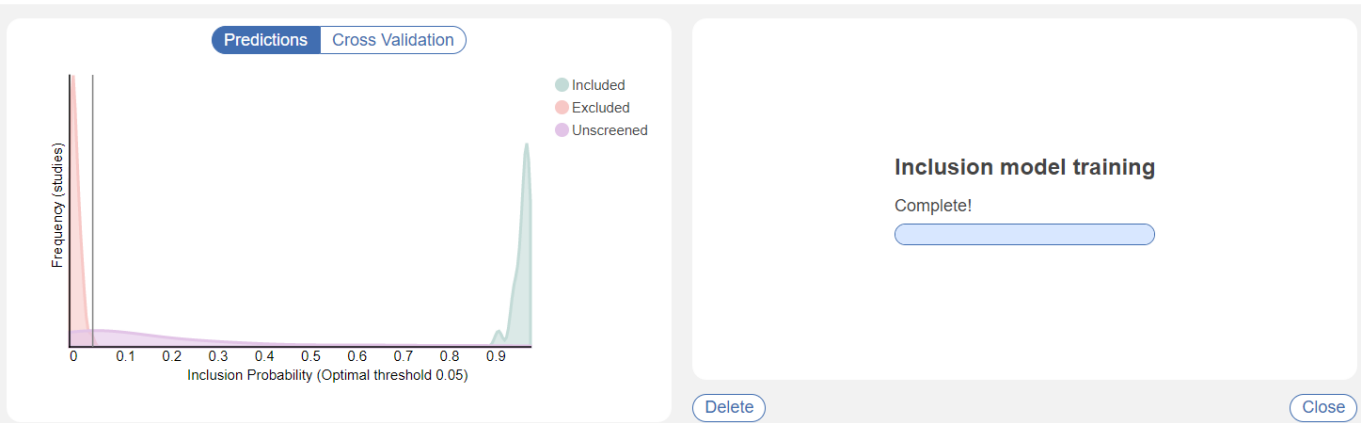 Predictions Cross Validation
Included
Excluded
Unscreened
Frequency (studies)
0 0.1 0.2 0.3 0.4 0.5 0.6 0.7 0.8 0.9
Inclusion Probability (Optimal threshold 0.05)
Inclusion model training
Complete!
Delete
Close